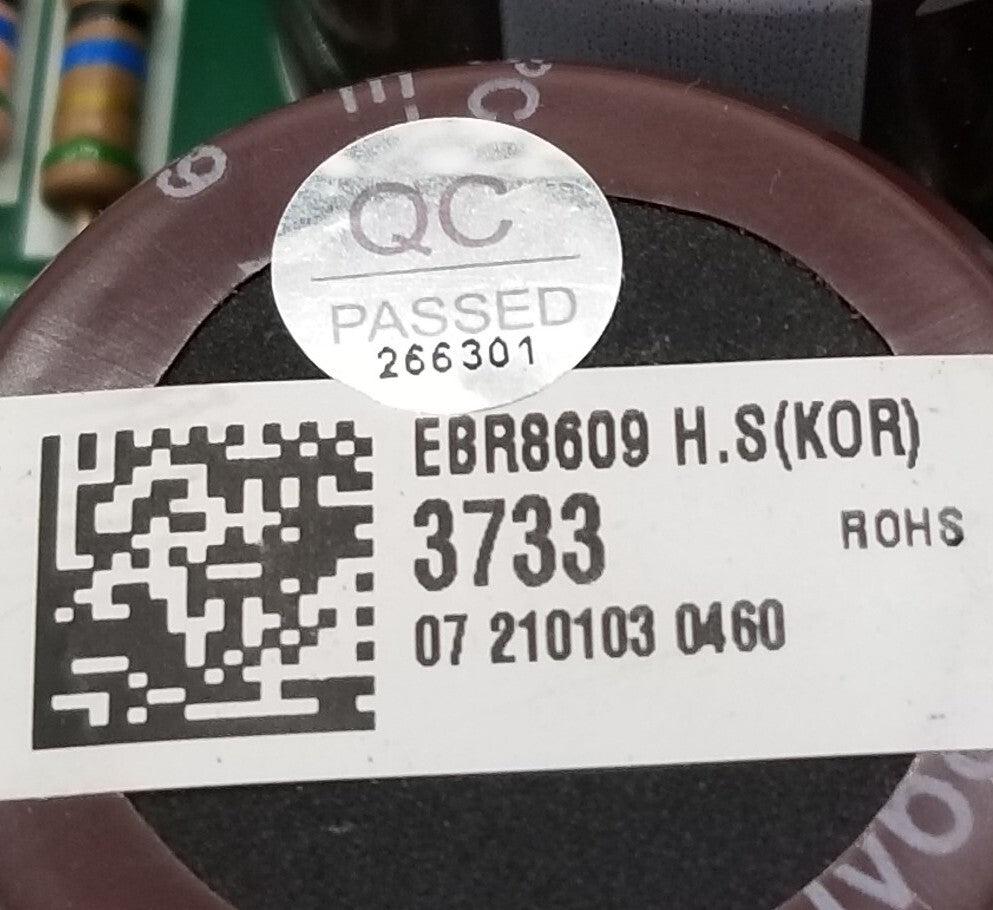 QC
PASSED
266301
EBR8609 H.S(KOR)
3733
ROHS
07 210103 0460